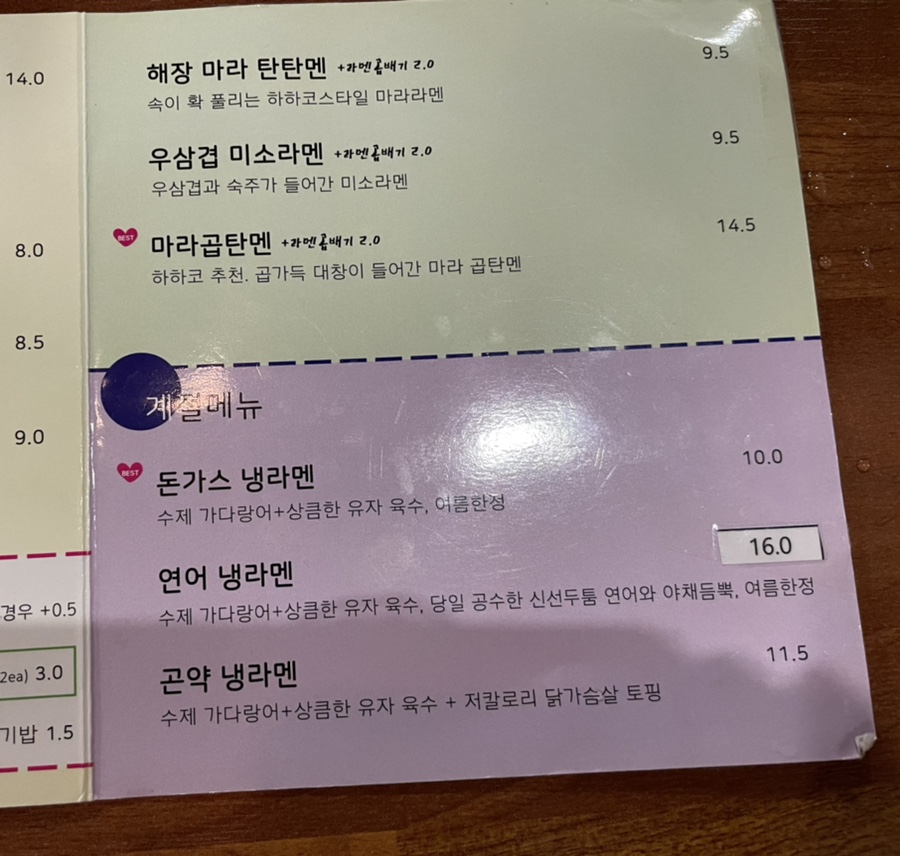 14.0
8.0
8.5
9.0
경우 +0.5
2ea) 3.0
기밥 1.5
해장 마라 탄탄멘 +라멘곱배기 2.0
9.5
속이 확 풀리는 하하코스타일 마라라멘
우삼겹 미소라멘 +라멘곱배기 2.0
9.5
우삼겹과 숙주가 들어간 미소라멘
BEST
마라곱탄멘 +라멘곱배기 2.0
14.5
하하코 추천. 곱가득 대창이 들어간 마라 곱탄멘
계절메뉴
BEST
돈가스 냉라멘
10.0
수제 가다랑어+상큼한 유자 육수, 여름한정
연어 냉라멘
16.0
수제 가다랑어+상큼한 유자 육수, 당일 공수한 신선두툼 연어와 야채듬뿍, 여름한정
곤약 냉라멘
11.5
수제 가다랑어+상큼한 유자 육수 + 저칼로리 닭가슴살 토핑